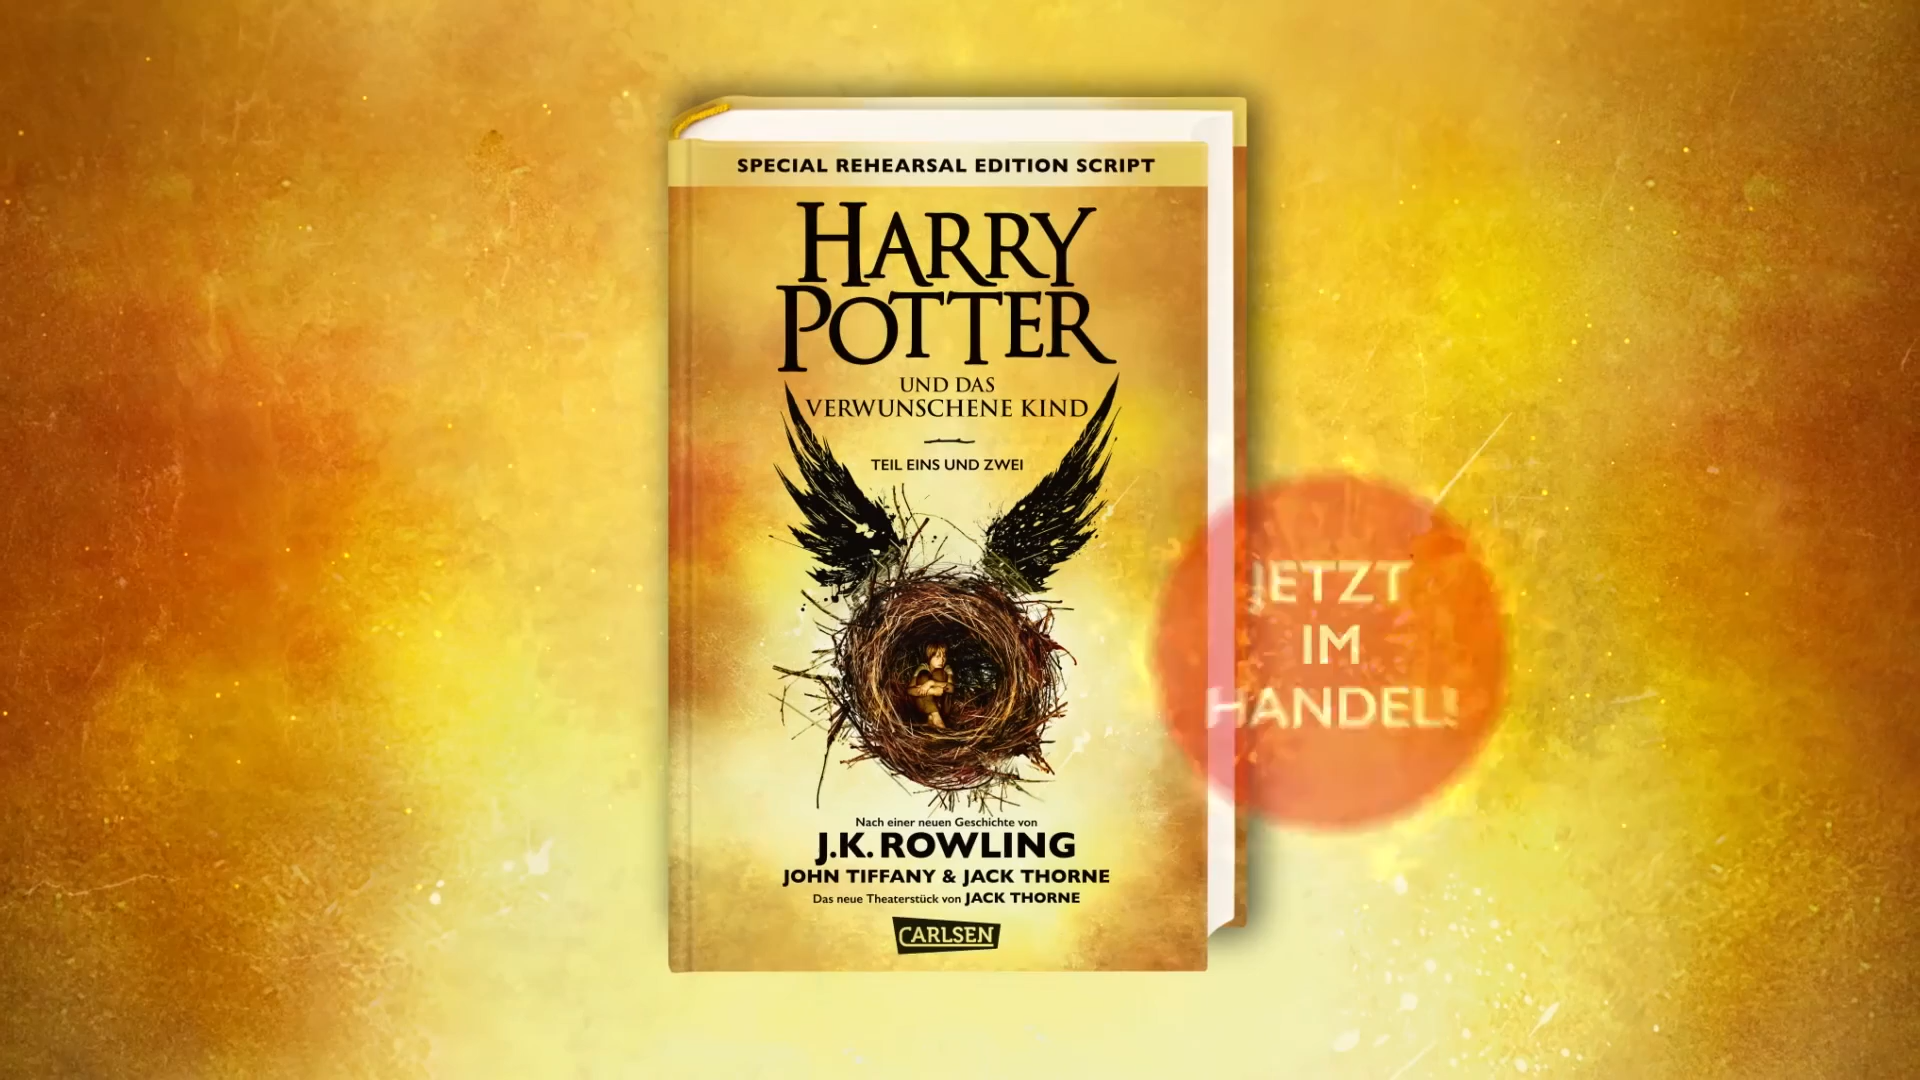 SPECIAL REHEARSAL EDITION SCRIPT
HARRY
POTTER
UND DAS
VERWUNSCHENE KIND
TEIL EINS UND ZWEI
Nach einer neuen Geschichte von
J.K. ROWLING
JOHN TIFFANY & JACK THORNE
Das neue Theaterstück von JACK THORNE
CARLSEN
JETZT
IM
HANDEL!